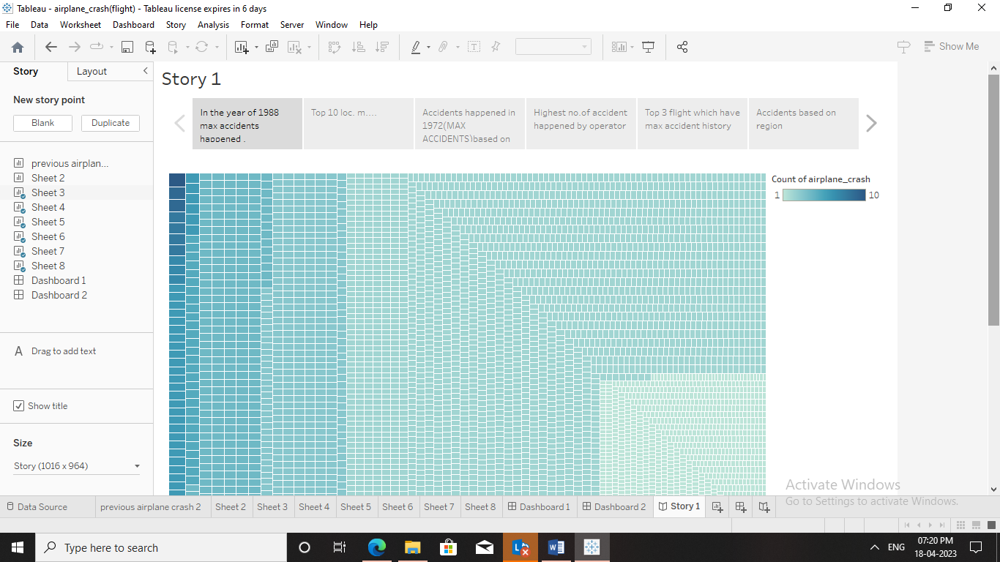 Tableau - airplane_crash(flight) - Tableau license expires in 6 days
File Data Worksheet Dashboard Story Analysis Format Server Window Help
Show Me
Story Layout
New story point
Blank Duplicate
previous airplan...
Sheet 2
Sheet 3
Sheet 4
Sheet 5
Sheet 6
Sheet 7
Sheet 8
Dashboard 1
Dashboard 2
A Drag to add text
Show title
Size
Story (1016 x 964)
Story 1
In the year of 1988
max accidents
happened .
Top 10 loc. m....
Accidents happened in
1972(MAX
ACCIDENTS)based on
Highest no.of accident
happened by operator
Top 3 flight which have
max accident history
Accidents based on
region
Count of airplane_crash
1 10
Activate Windows
Go to Settings to activate Windows.
Data Source previous airplane crash 2 Sheet 2 Sheet 3 Sheet 4 Sheet 5 Sheet 6 Sheet 7 Sheet 8 Dashboard 1 Dashboard 2 Story 1
Type here to search
ENG
07:20 PM
18-04-2023